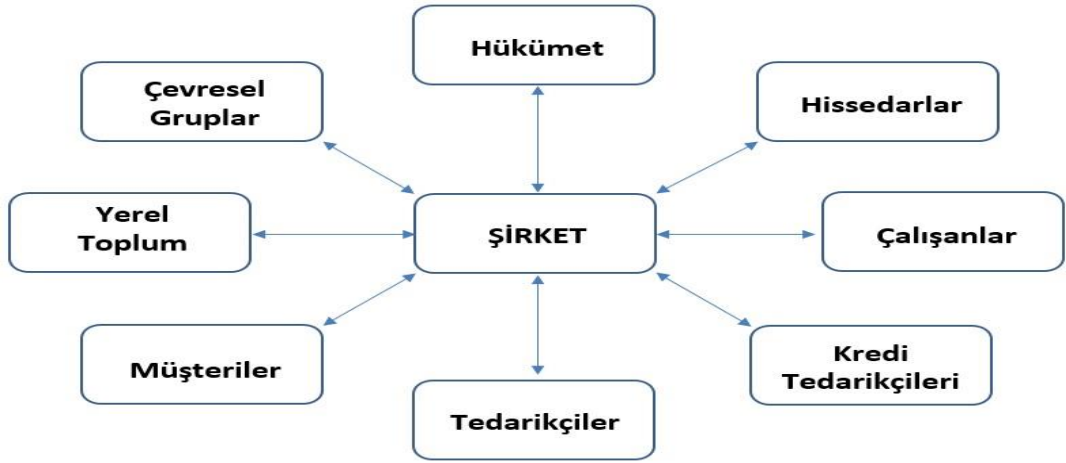 Hükümet
Çevresel
Gruplar
Hissedarlar
Yerel
Toplum
ŞİRKET
Çalışanlar
Müşteriler
Kredi
Tedarikçileri
Tedarikçiler